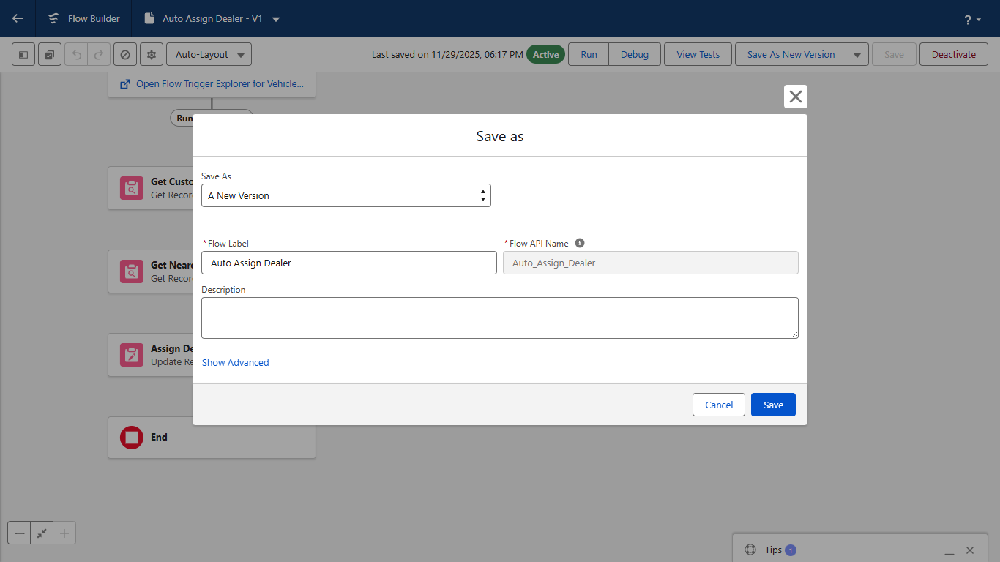 Flow Builder
Auto Assign Dealer - V1
?
Auto-Layout
Last saved on 11/29/2025, 06:17 PM
Active
Run
Debug
View Tests
Save As New Version
Save
Deactivate
Open Flow Trigger Explorer for Vehicle...
Run
Save as
Save As
A New Version
* Flow Label
* Flow API Name
Auto Assign Dealer
Auto_Assign_Dealer
Description
Show Advanced
Cancel
Save
Get Custo
Get Recor
Get Neare
Get Recor
Assign De
Update Re
End
Tips 1